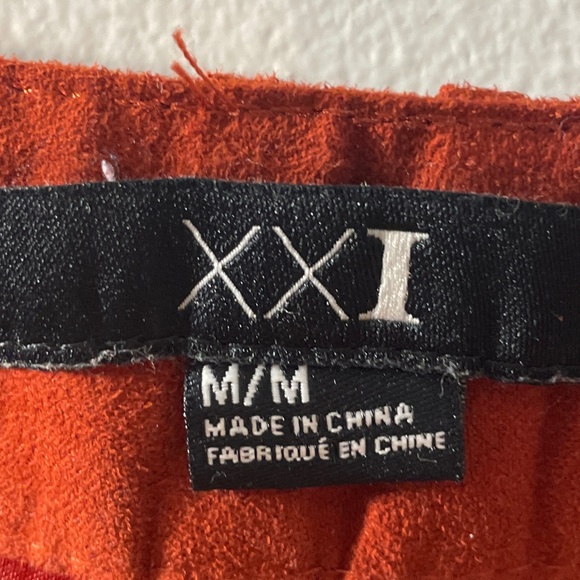 XXI
M/M
MADE IN CHINA
FABRIQUÉ EN CHINE